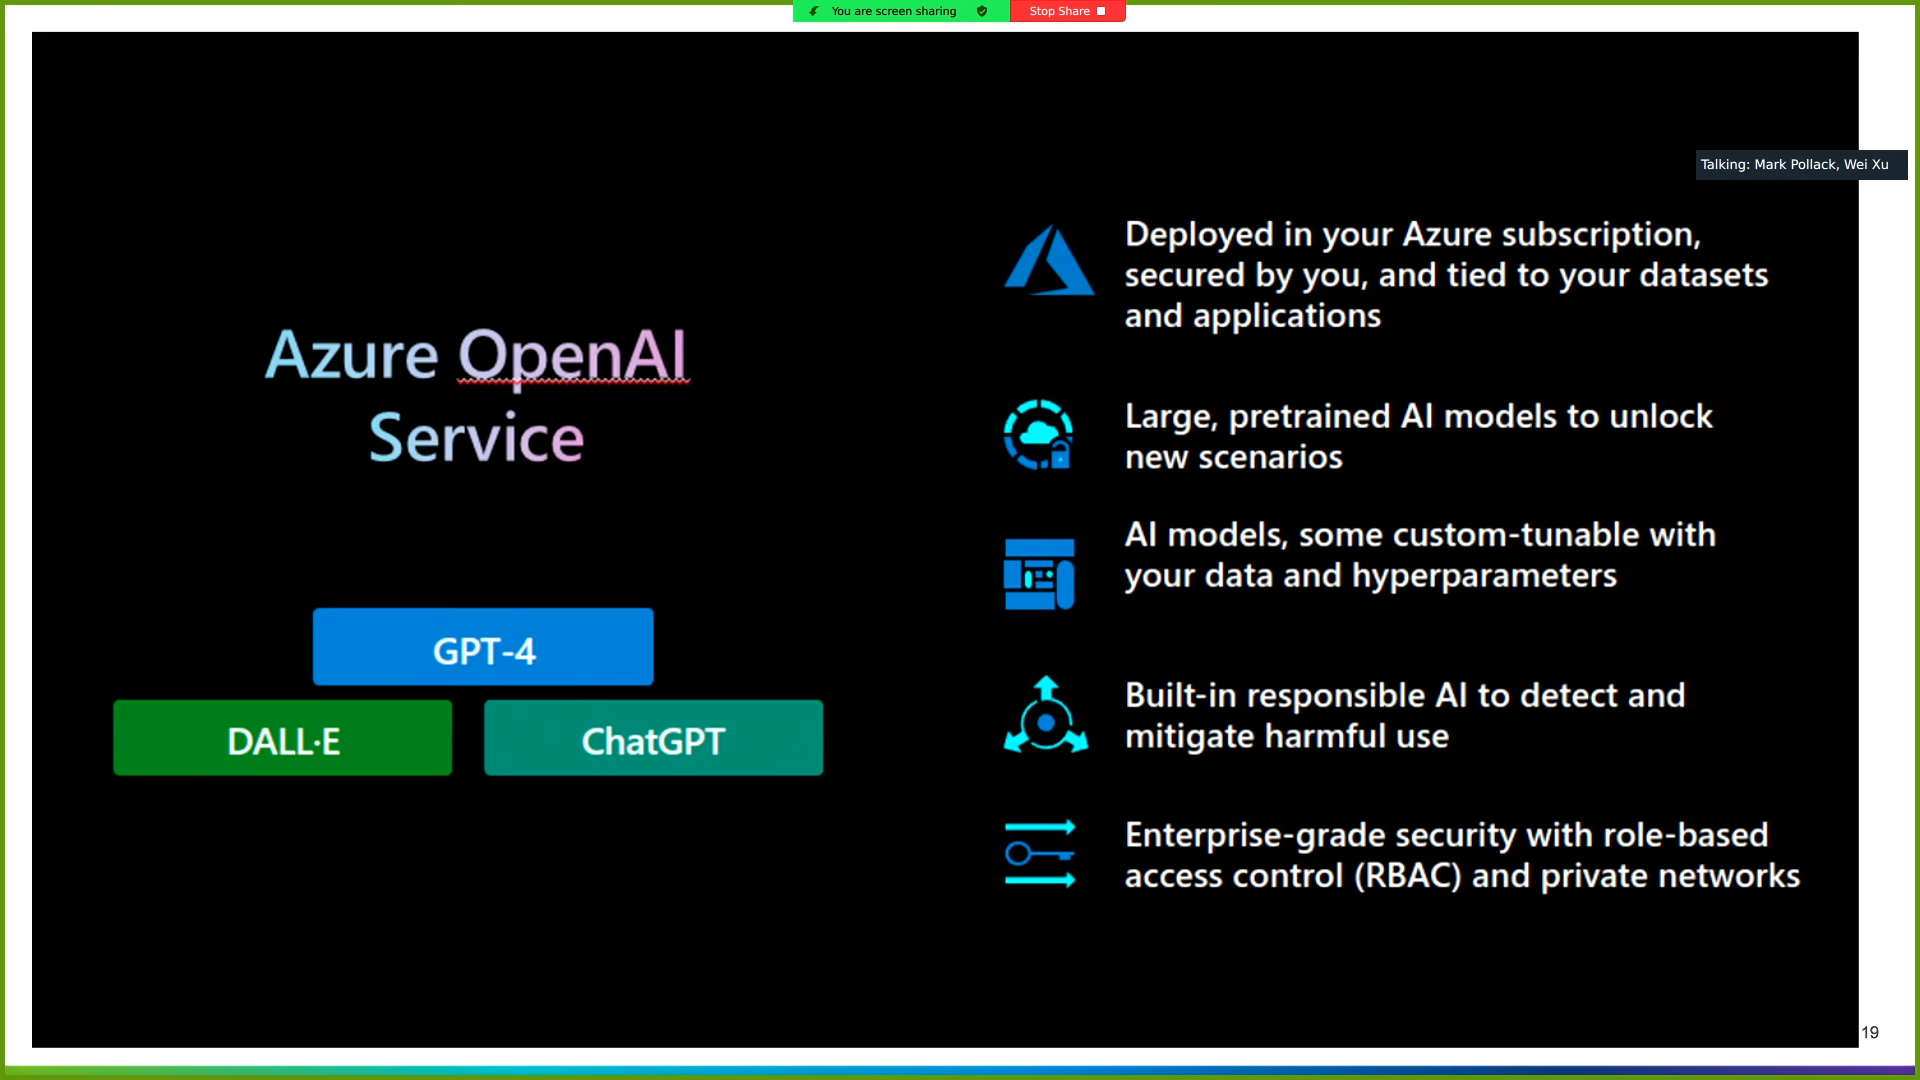 You are screen sharing
Stop Share
Talking: Mark Pollack, Wei Xu
Azure OpenAI
Service
GPT-4
DALL·E
ChatGPT
Deployed in your Azure subscription,
secured by you, and tied to your datasets
and applications
Large, pretrained AI models to unlock
new scenarios
AI models, some custom-tunable with
your data and hyperparameters
Built-in responsible AI to detect and
mitigate harmful use
Enterprise-grade security with role-based
access control (RBAC) and private networks
19